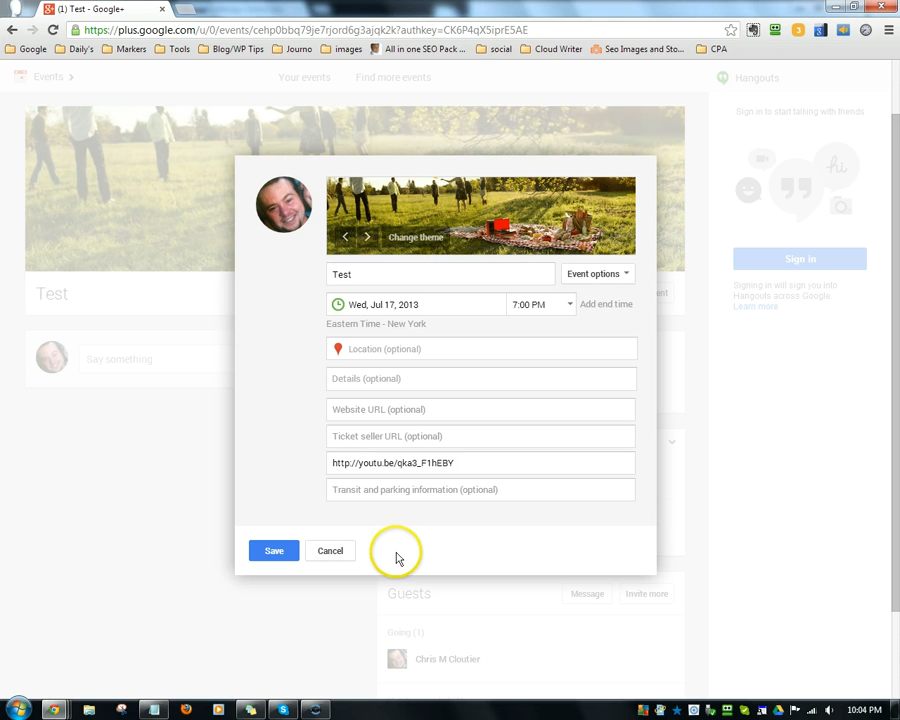 (1) Test - Google+
https://plus.google.com/u/0/events/cehp0bbq79je7rjord6g3ajqk2k?authkey=CK6P4qX5iprE5AE
Google Daily's Markers Tools Blog/WP Tips Journo images All in one SEO Pack ... social Cloud Writer Seo Images and Sto... CPA
Events Your events Find more events Hangouts
Sign in to start talking with friends
hi
Change theme
Test
Event options
Sign in
Test
Wed, Jul 17, 2013 7:00 PM Add end time
Signing in will sign you into
Hangouts across Google.
Learn more
Eastern Time - New York
Say something
Location (optional)
Details (optional)
Website URL (optional)
Ticket seller URL (optional)
http://youtu.be/qka3_F1hEBY
Transit and parking information (optional)
Save Cancel
Guests Message Invite more
Going (1)
Chris M Cloutier
10:04 PM